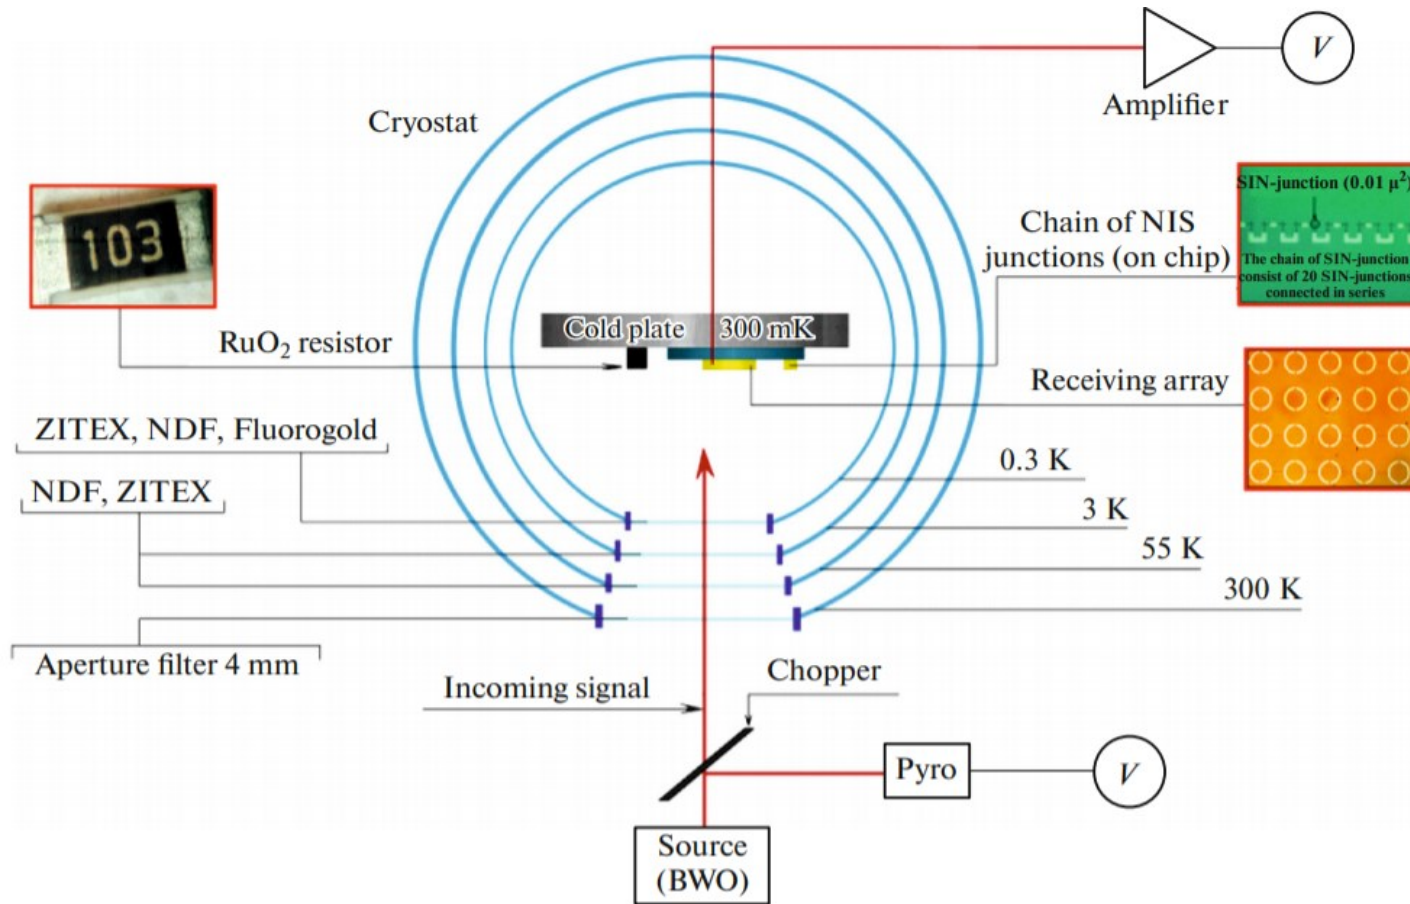 V
Amplifier
Cryostat
SIN-junction (0.01 μ²)
The chain of SIN-junction
consist of 20 SIN-junctions
connected in series
103
Chain of NIS
junctions (on chip)
Cold plate 300 mK
RuO₂ resistor
Receiving array
ZITEX, NDF, Fluorogold
0.3 K
NDF, ZITEX
3 K
55 K
300 K
Aperture filter 4 mm
Chopper
Incoming signal
Pyro
V
Source
(BWO)